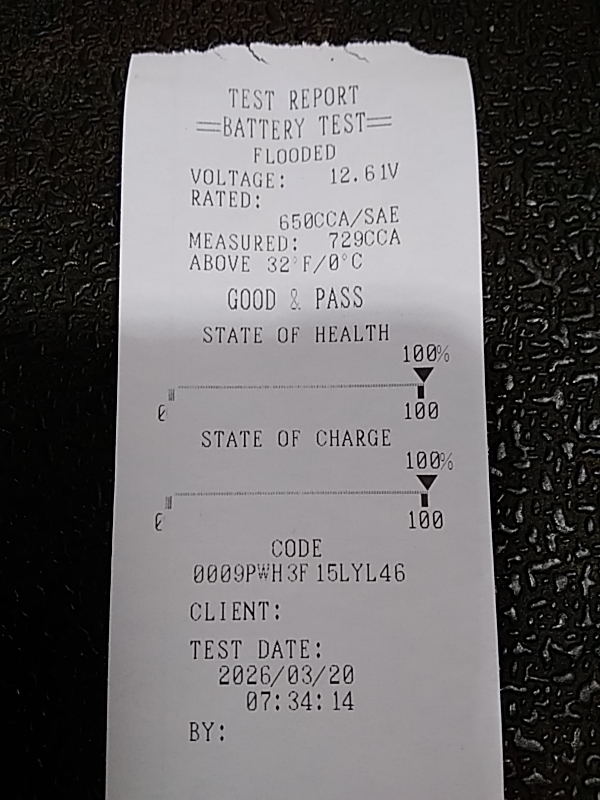 TEST REPORT
=BATTERY TEST=
FLOODED
VOLTAGE: 12.61V
RATED:
650CCA/SAE
MEASURED: 729CCA
ABOVE 32°F/0°C
GOOD & PASS
STATE OF HEALTH
100%
0 100
STATE OF CHARGE
100%
0 100
CODE
0009PWH3F15LYL46
CLIENT:
TEST DATE:
2026/03/20
07:34:14
BY: